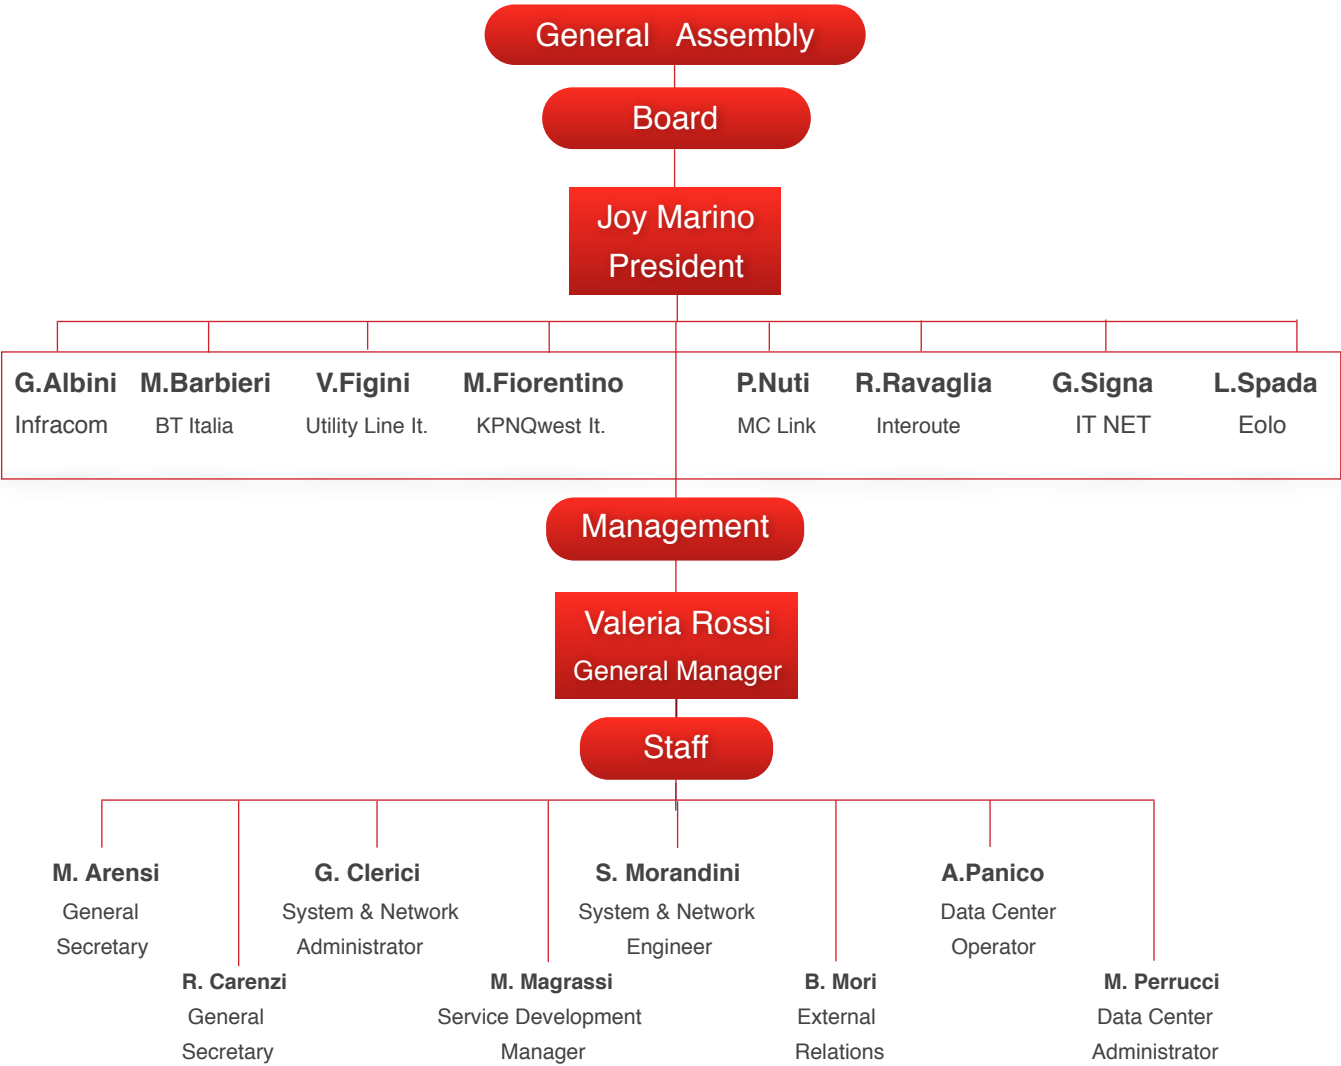 General Assembly
Board
Joy Marino
President
G.Albini M.Barbieri V.Figini M.Fiorentino P.Nuti R.Ravaglia G.Signa L.Spada
Infracom BT Italia Utility Line It. KPNQwest It. MC Link Interoute IT NET Eolo
Management
Valeria Rossi
General Manager
Staff
M. Arensi G. Clerici S. Morandini A.Panico
General System & Network System & Network Data Center
Secretary Administrator Engineer Operator
R. Carenzi M. Magrassi B. Mori M. Perrucci
General Service Development External Data Center
Secretary Manager Relations Administrator